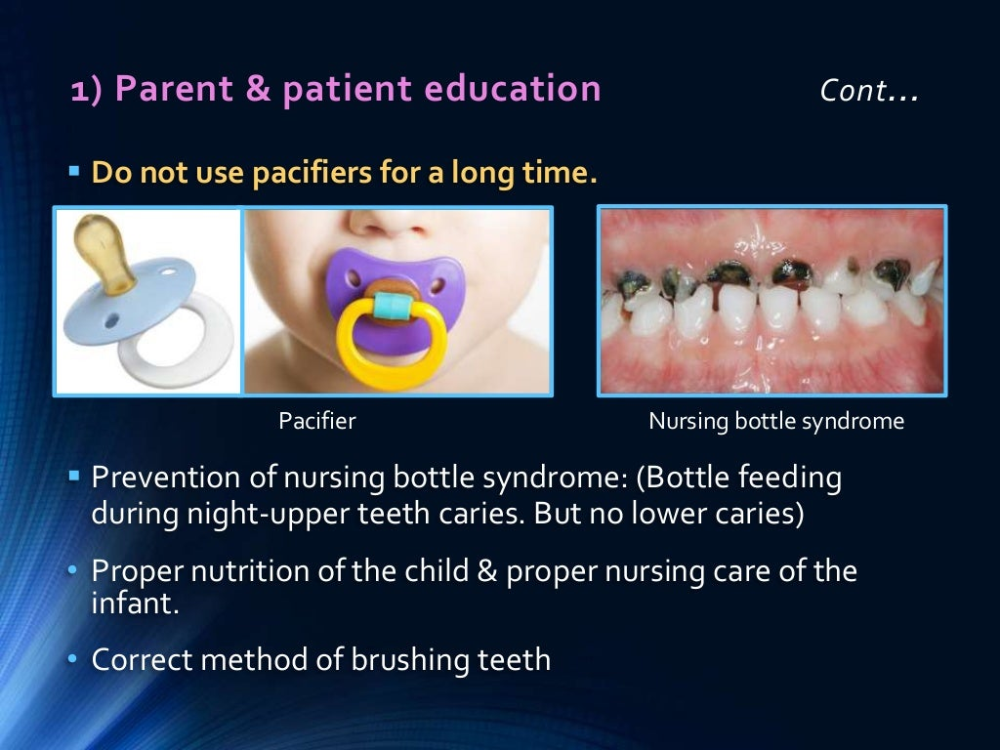 1) Parent & patient education Cont...
Do not use pacifiers for a long time.
Pacifier
Nursing bottle syndrome
Prevention of nursing bottle syndrome: (Bottle feeding
during night-upper teeth caries. But no lower caries)
Proper nutrition of the child & proper nursing care of the
infant.
Correct method of brushing teeth